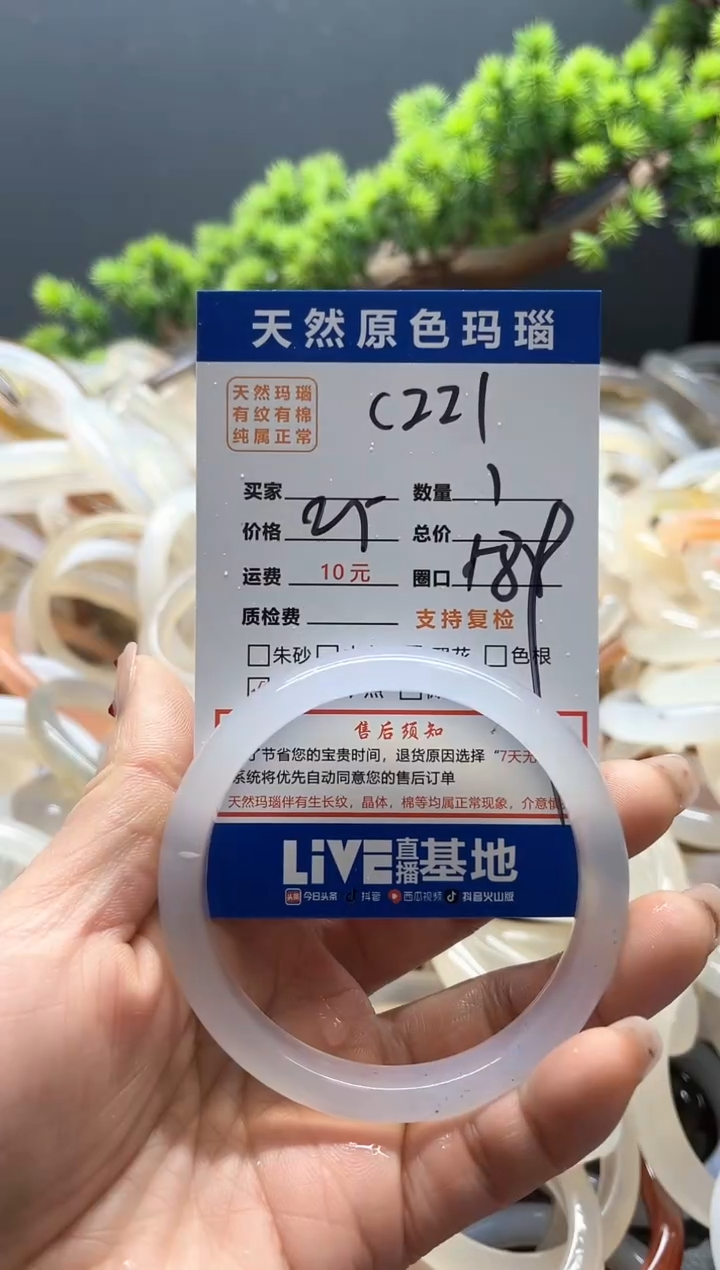 天然原色玛瑙
天然玛瑙
有纹有棉
纯属正常
C221
买家 数量 1
价格 25 总价
运费 10元 圈口 58
质检费 支持复检
朱砂 色根
售后须知
了节省您的宝贵时间，退货原因选择“7天无
系统将优先自动同意您的售后订单
天然玛瑙伴有生长纹，晶体，棉等均属正常现象，介意慎
LiVE直播基地
头条 今日头条 抖音 西瓜视频 抖音火山版